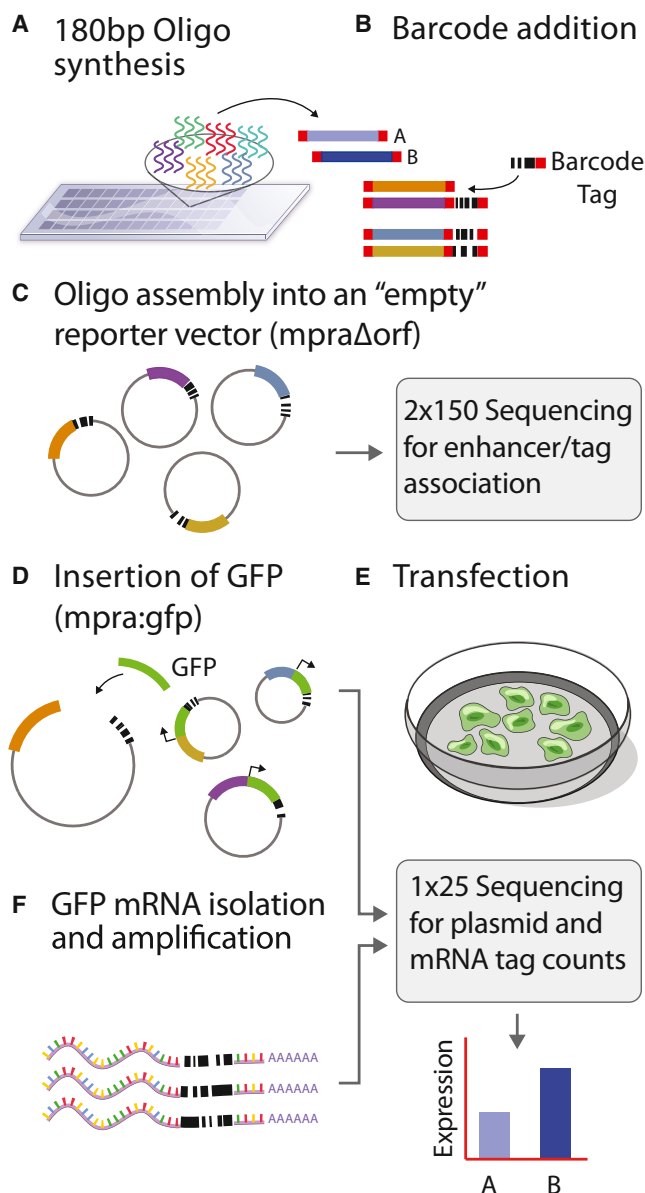 A 180bp Oligo
synthesis
B Barcode addition
A
B
Barcode
Tag
C Oligo assembly into an “empty”
reporter vector (mpraΔorf)
2x150 Sequencing
for enhancer/tag
association
D Insertion of GFP
(mpra:gfp)
GFP
E Transfection
F GFP mRNA isolation
and amplification
AAAAAA
AAAAAA
AAAAAA
1x25 Sequencing
for plasmid and
mRNA tag counts
Expression
A B